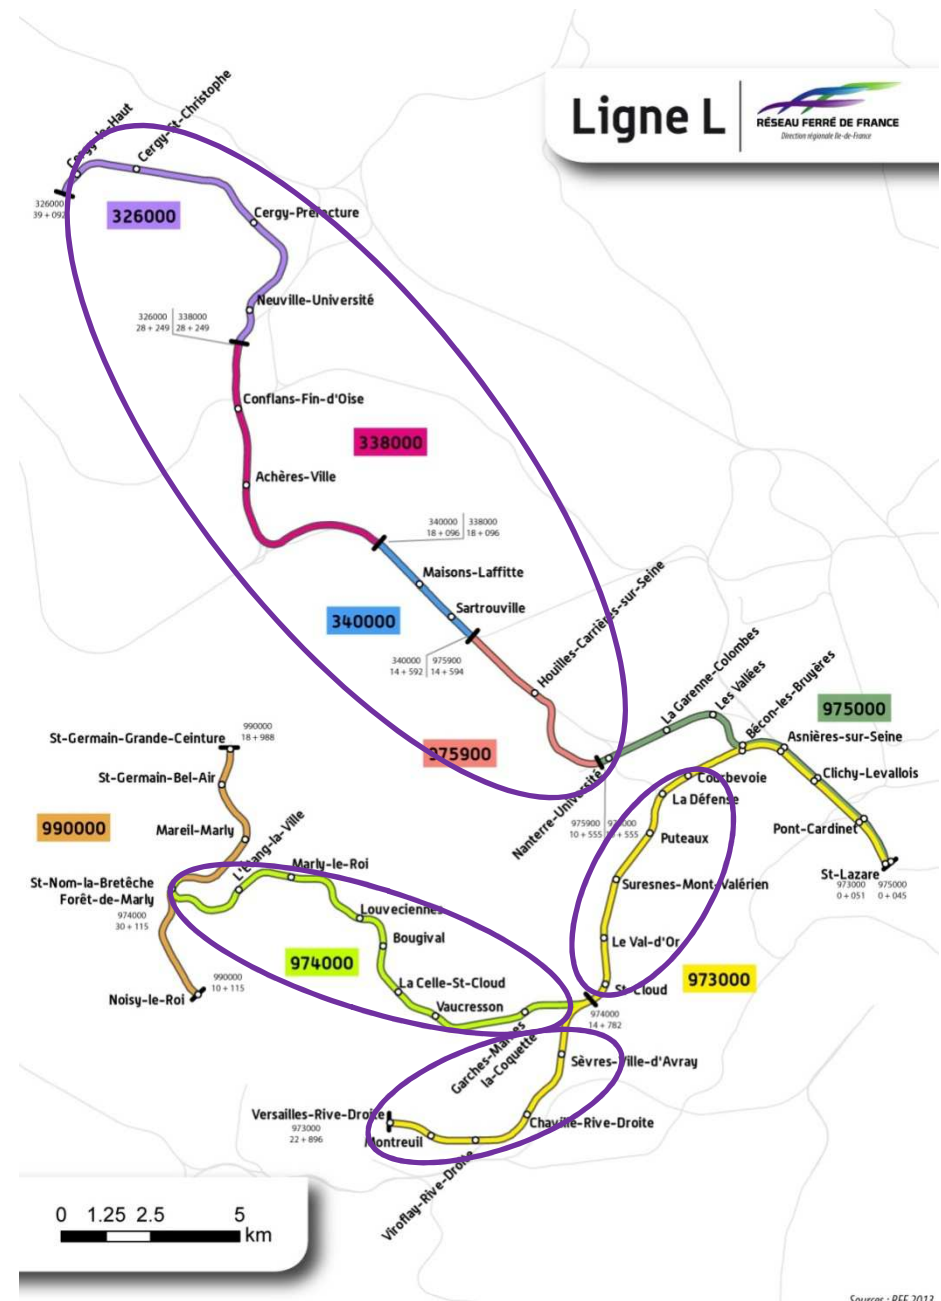 Ligne L
RÉSEAU FERRÉ DE FRANCE
Direction régionale Ile-de-France
Cergy-le-Haut
Cergy-St-Christophe
326000
39 + 092
326000
Cergy-Préfecture
Neuville-Université
326000 338000
28 + 249 28 + 249
Conflans-Fin-d'Oise
338000
Achères-Ville
340000 338000
18 + 096 18 + 096
Maisons-Laffitte
Sartrouville
340000
340000 975900
14 + 592 14 + 594
Houilles-Carrières-sur-Seine
La Garenne-Colombes
Les Vallées
Bécon-les-Bruyères
975000
Asnières-sur-Seine
990000
18 + 988
St-Germain-Grande-Ceinture
975900
Nanterre-Université
Courbevoie
Clichy-Levallois
St-Germain-Bel-Air
La Défense
975900 975000
10 + 555 10 + 555
Puteaux
Pont-Cardinet
990000
Mareil-Marly
L'Etang-la-Ville
Marly-le-Roi
St-Lazare
973000 975000
0 + 051 0 + 045
St-Nom-la-Bretêche
Forêt-de-Marly
974000
30 + 115
Suresnes-Mont-Valérien
Louveciennes
Bougival
Le Val-d'Or
974000
La Celle-St-Cloud
St-Cloud
973000
990000
10 + 115
Noisy-le-Roi
Vaucresson
974000
14 + 782
Garches-Marnes
la-Coquette
Sèvres-Ville-d'Avray
Versailles-Rive-Droite
973000
22 + 896
Montreuil
Chaville-Rive-Droite
Viroflay-Rive-Droite
0 1.25 2.5 5
km
Sources : RFF 2013